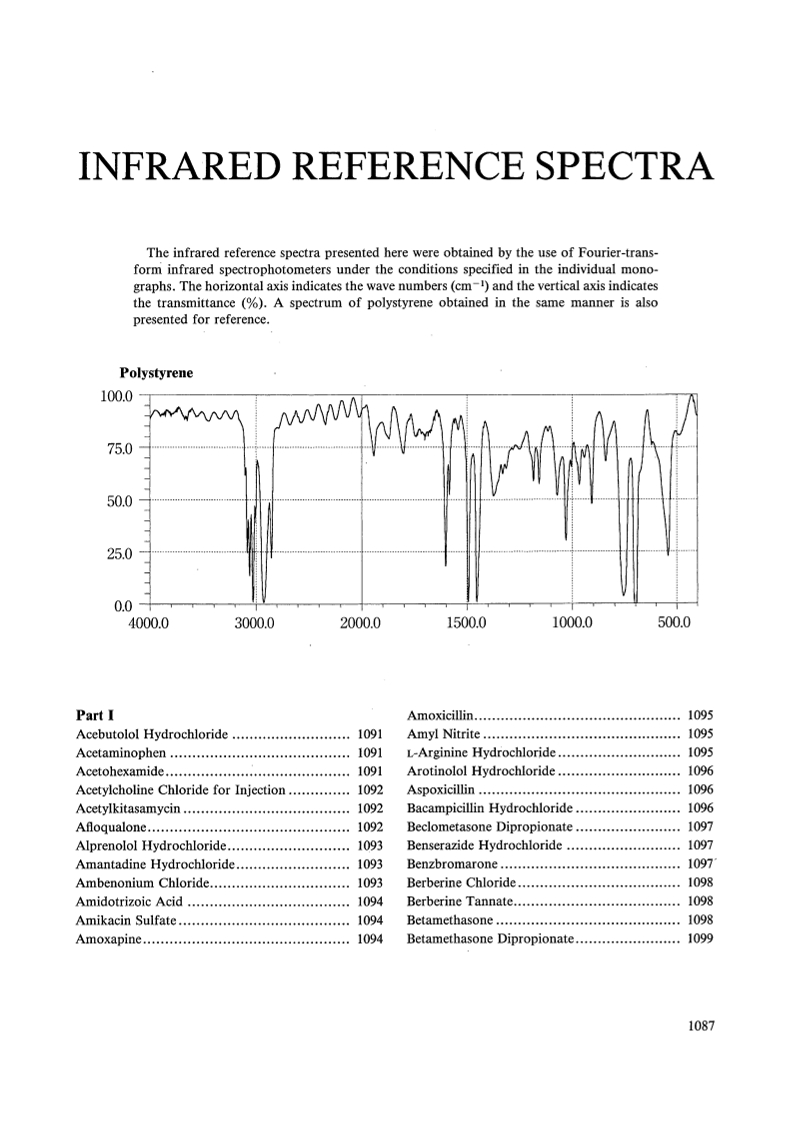 INFRARED REFERENCE SPECTRA
The infrared reference spectra presented here were obtained by the use of Fourier-trans-
form infrared spectrophotometers under the conditions specified in the individual mono-
graphs. The horizontal axis indicates the wave numbers (cm⁻¹) and the vertical axis indicates
the transmittance (%). A spectrum of polystyrene obtained in the same manner is also
presented for reference.
Polystyrene
100.0
75.0
50.0
25.0
0.0
4000.0 3000.0 2000.0 1500.0 1000.0 500.0
Part I
Acebutolol Hydrochloride .......................... 1091
Acetaminophen ........................................ 1091
Acetohexamide......................................... 1091
Acetylcholine Chloride for Injection ............. 1092
Acetylkitasamycin ..................................... 1092
Afloqualone............................................. 1092
Alprenolol Hydrochloride........................... 1093
Amantadine Hydrochloride......................... 1093
Ambenonium Chloride............................... 1093
Amidotrizoic Acid .................................... 1094
Amikacin Sulfate...................................... 1094
Amoxapine.............................................. 1094
Amoxicillin.............................................. 1095
Amyl Nitrite ............................................ 1095
L-Arginine Hydrochloride........................... 1095
Arotinolol Hydrochloride ........................... 1096
Aspoxicillin ............................................. 1096
Bacampicillin Hydrochloride ....................... 1096
Beclometasone Dipropionate ....................... 1097
Benserazide Hydrochloride ......................... 1097
Benzbromarone ........................................ 1097
Berberine Chloride.................................... 1098
Berberine Tannate..................................... 1098
Betamethasone ......................................... 1098
Betamethasone Dipropionate....................... 1099
1087